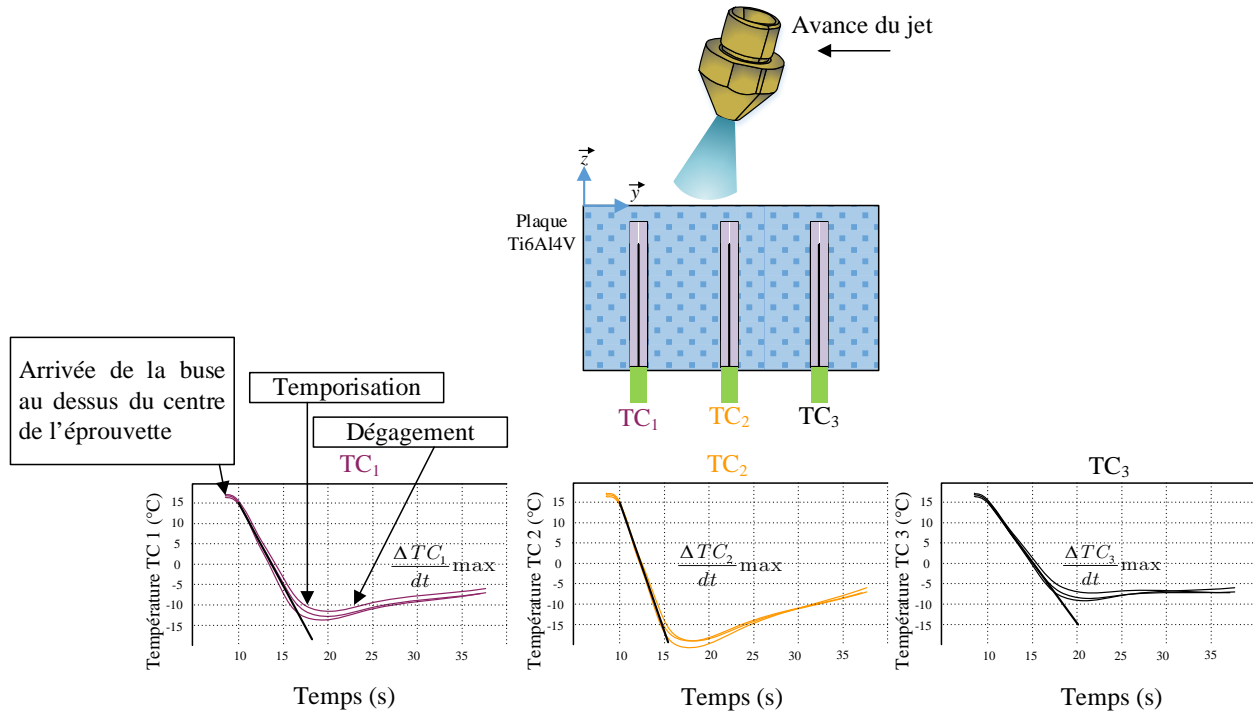 Avance du jet
z
y
Plaque
Ti6Al4V
Arrivée de la buse
au dessus du centre
de l'éprouvette
Temporisation
Dégagement
TC1
TC2
TC3
TC1
TC2
TC3
Température TC 1 (°C)
15
10
5
0
-5
-10
-15
ΔTC₁/dt max
10 15 20 25 30 35
Temps (s)
Température TC 2 (°C)
15
10
5
0
-5
-10
-15
ΔTC₂/dt max
10 15 20 25 30 35
Temps (s)
Température TC 3 (°C)
15
10
5
0
-5
-10
-15
ΔTC₃/dt max
10 15 20 25 30 35
Temps (s)